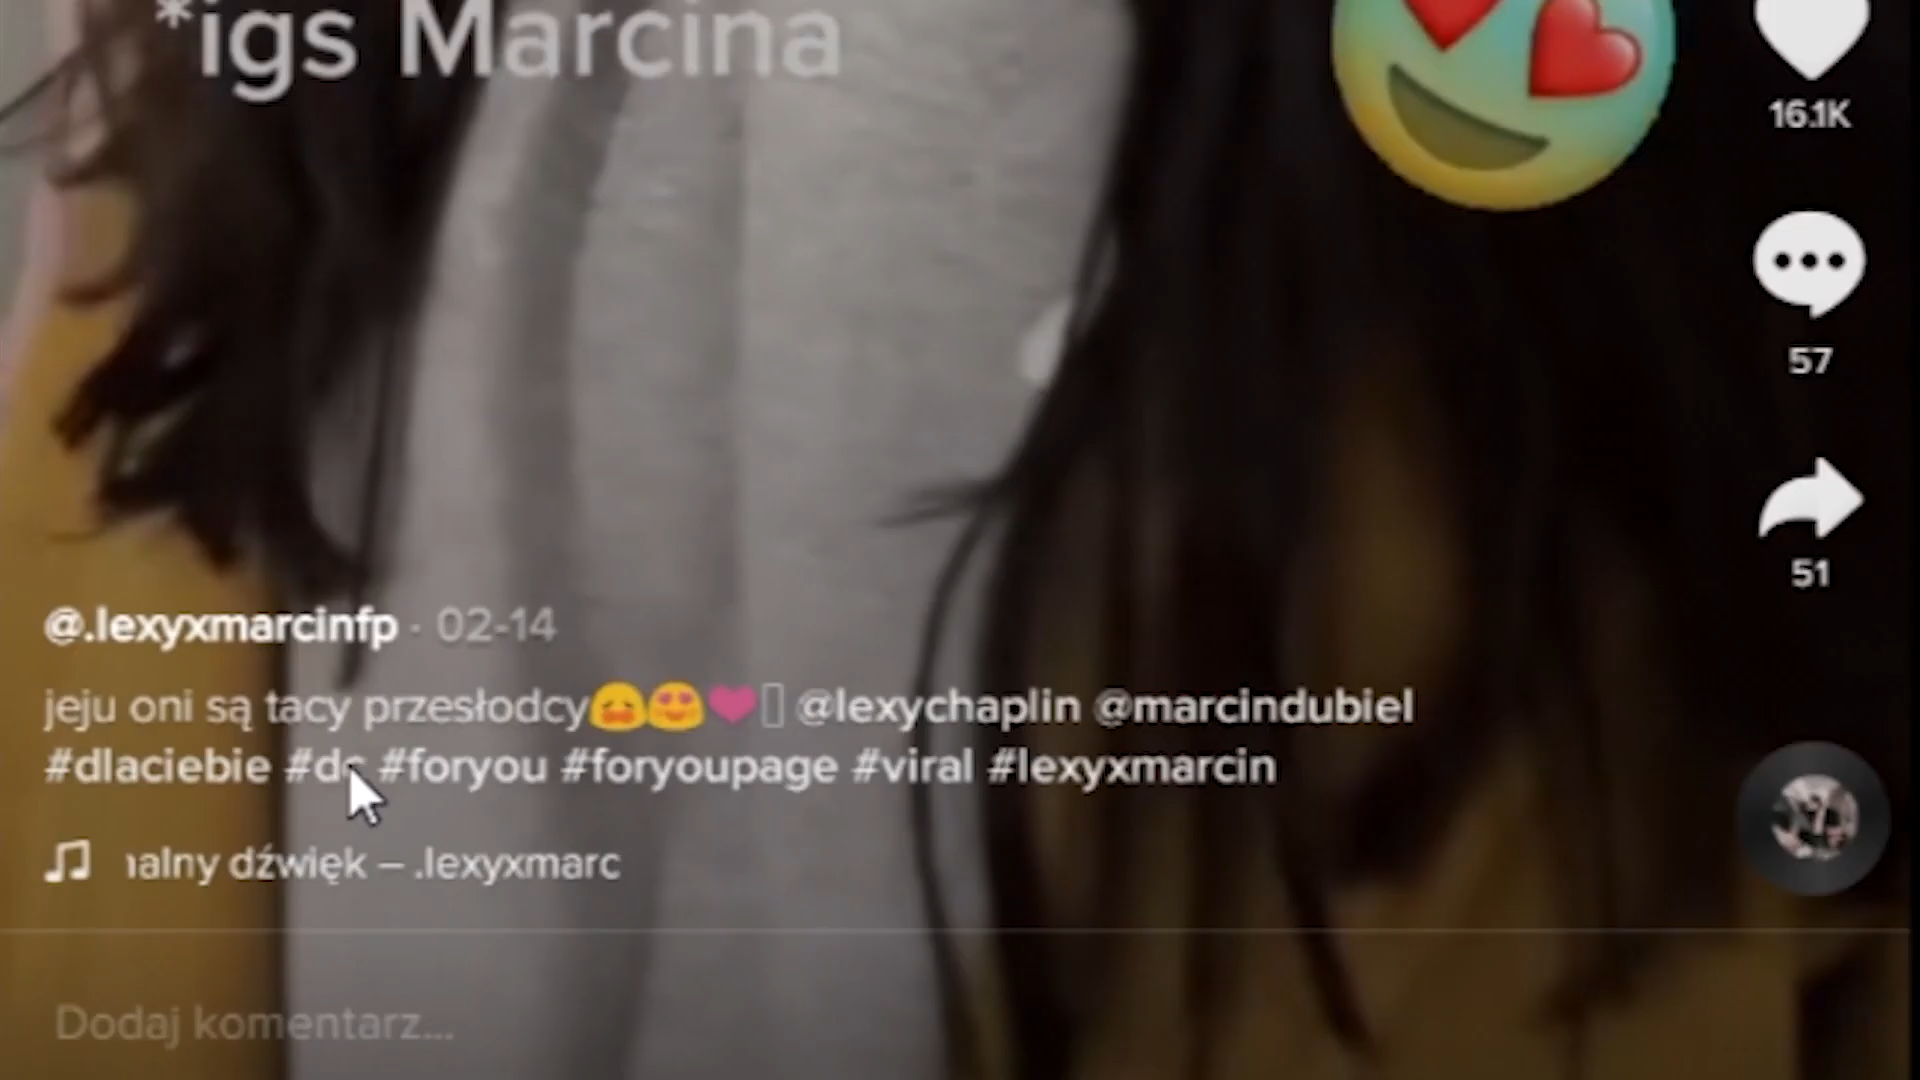 *igs Marcina
16.1K
57
51
@.lexyxmarcinfp · 02-14
jeju oni są tacy przesłodcy @lexychaplin @marcindubiel
#dlaciebie #foryou #foryoupage #viral #lexyxmarcin
dźwięk – .lexyxmarc
Dodaj komentarz...